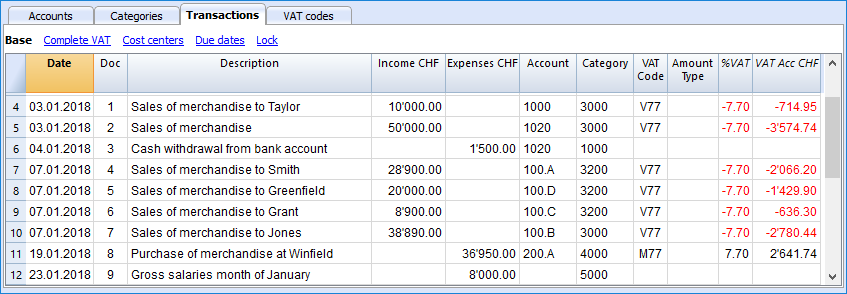 Accounts Categories Transactions VAT codes
Base Complete VAT Cost centers Due dates Lock
Date Doc Description Income CHF Expenses CHF Account Category VAT Code Amount Type %VAT VAT Acc CHF
4 03.01.2018 1 Sales of merchandise to Taylor 10'000.00 1000 3000 V77 -7.70 -714.95
5 03.01.2018 2 Sales of merchandise 50'000.00 1020 3000 V77 -7.70 -3'574.74
6 04.01.2018 3 Cash withdrawal from bank account 1'500.00 1020 1000
7 07.01.2018 4 Sales of merchandise to Smith 28'900.00 100.A 3200 V77 -7.70 -2'066.20
8 07.01.2018 5 Sales of merchandise to Greenfield 20'000.00 100.D 3200 V77 -7.70 -1'429.90
9 07.01.2018 6 Sales of merchandise to Grant 8'900.00 100.C 3200 V77 -7.70 -636.30
10 07.01.2018 7 Sales of merchandise to Jones 38'890.00 100.B 3000 V77 -7.70 -2'780.44
11 19.01.2018 8 Purchase of merchandise at Winfield 36'950.00 200.A 4000 M77 7.70 2'641.74
12 23.01.2018 9 Gross salaries month of January 8'000.00 5000